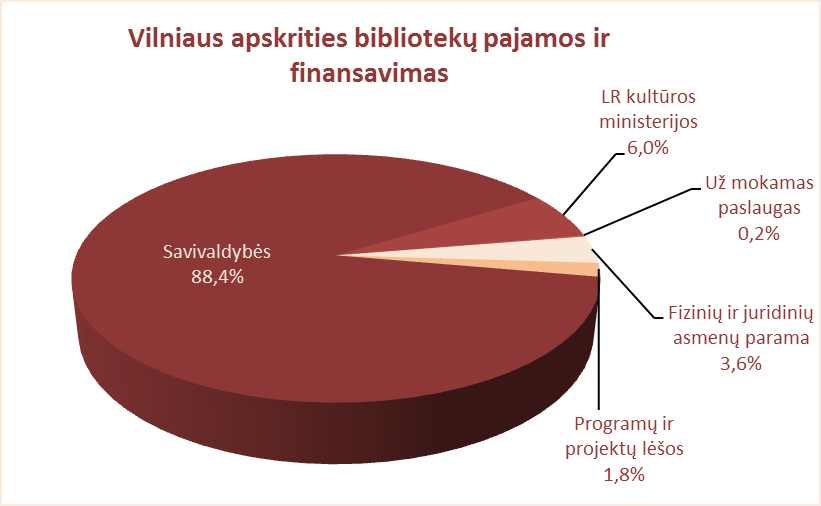 Vilniaus apskrities bibliotekų pajamos ir
finansavimas
LR kultūros
ministerijos
6,0%
Už mokamas
paslaugas
0,2%
Savivaldybės
88,4%
Fizinių ir juridinių
asmenų parama
3,6%
Programų ir
projektų lėšos
1,8%